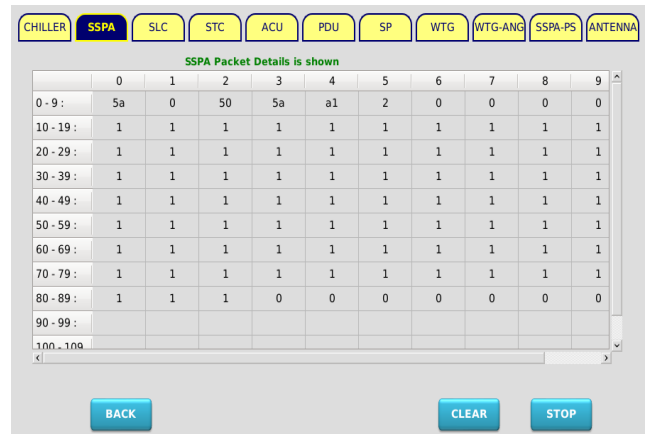 CHILLER SSPA SLC STC ACU PDU SP WTG WTG-ANG SSPA-PS ANTENNA
SSPA Packet Details is shown
0 1 2 3 4 5 6 7 8 9
0 - 9 : 5a 0 50 5a a1 2 0 0 0 0
10 - 19 : 1 1 1 1 1 1 1 1 1 1
20 - 29 : 1 1 1 1 1 1 1 1 1 1
30 - 39 : 1 1 1 1 1 1 1 1 1 1
40 - 49 : 1 1 1 1 1 1 1 1 1 1
50 - 59 : 1 1 1 1 1 1 1 1 1 1
60 - 69 : 1 1 1 1 1 1 1 1 1 1
70 - 79 : 1 1 1 1 1 1 1 1 1 1
80 - 89 : 1 1 1 0 0 0 0 0 0 0
90 - 99 :
100 - 109
BACK CLEAR STOP